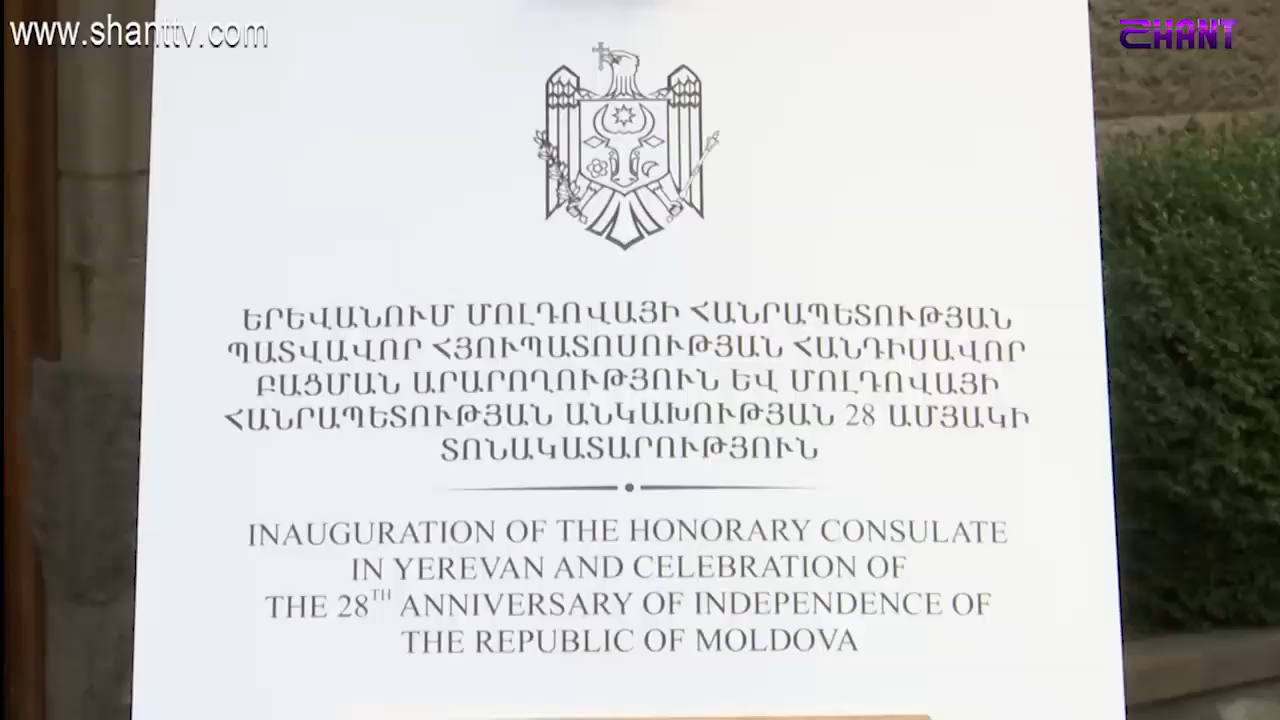 www.shanttv.com
SHANT
ԵՐԵՎԱՆՈՒՄ ՄՈԼԴՈՎԱՅԻ ՀԱՆՐԱՊԵՏՈՒԹՅԱՆ
ՊԱՏՎԱՎՈՐ ՀՅՈՒՊԱՏՈՍՈՒԹՅԱՆ ՀԱՆԴԻՍԱՎՈՐ
ԲԱՑՄԱՆ ԱՐԱՐՈՂՈՒԹՅՈՒՆ ԵՎ ՄՈԼԴՈՎԱՅԻ
ՀԱՆՐԱՊԵՏՈՒԹՅԱՆ ԱՆԿԱԽՈՒԹՅԱՆ 28 ԱՄՅԱԿԻ
ՏՈՆԱԿԱՏԱՐՈՒԹՅՈՒՆ
INAUGURATION OF THE HONORARY CONSULATE
IN YEREVAN AND CELEBRATION OF
THE 28TH ANNIVERSARY OF INDEPENDENCE OF
THE REPUBLIC OF MOLDOVA